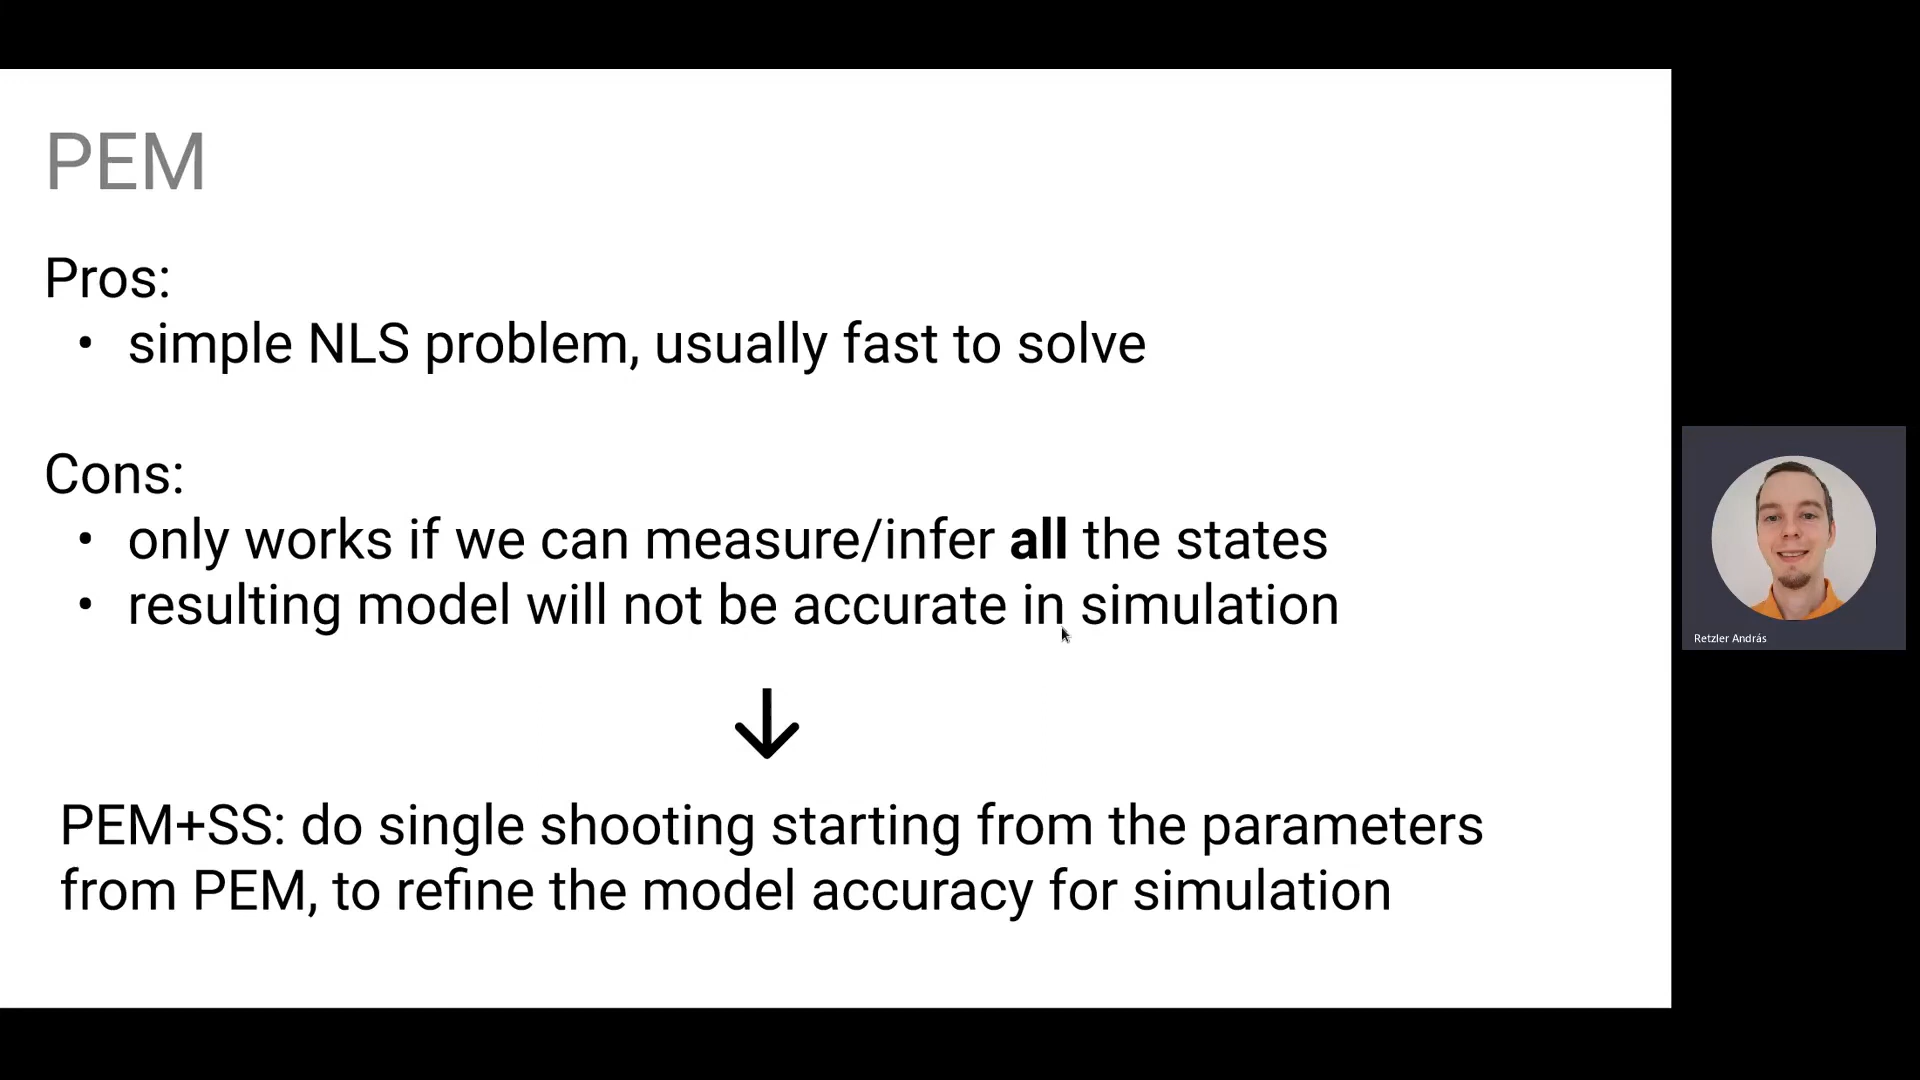 PEM
Pros:
• simple NLS problem, usually fast to solve
Cons:
• only works if we can measure/infer all the states
• resulting model will not be accurate in simulation
PEM+SS: do single shooting starting from the parameters
from PEM, to refine the model accuracy for simulation
Retzler András